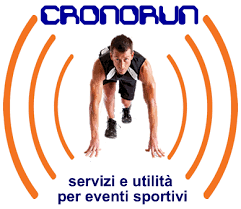 CRONORUN
servizi e utilità
per eventi sportivi